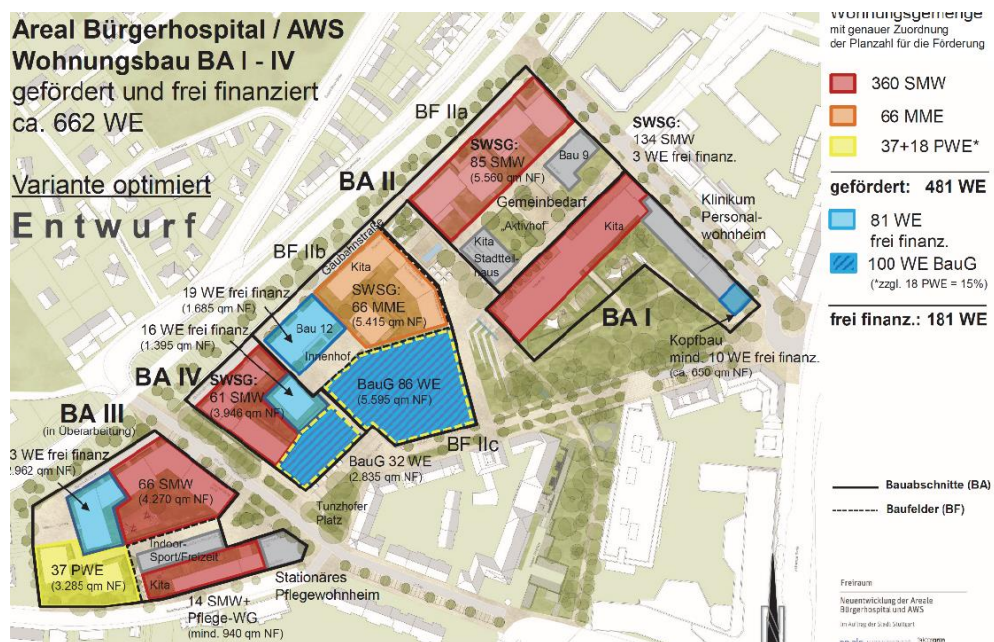 Areal Bürgerhospital / AWS
Wohnungsbau BA I - IV
gefördert und frei finanziert
ca. 662 WE
Variante optimiert
Entwurf
BF IIa
BA II
SWSG:
85 SMW
(5.560 qm NF)
Bau 9
Gemeinbedarf
„Aktivhof"
Kita
Stadtteil-
haus
SWSG:
134 SMW
3 WE frei finanz.
Kita
Klinikum
Personal-
wohnheim
BA I
Kopfbau
mind. 10 WE frei finanz.
(ca. 650 qm NF)
BF IIb
Gaubahnstraße
Kita
SWSG:
66 MME
(5.415 qm NF)
19 WE frei finanz.
(1.685 qm NF)
16 WE frei finanz.
(1.395 qm NF)
Bau 12
Innenhof
BA IV
SWSG:
61 SMW
(3.946 qm NF)
BauG 86 WE
(5.595 qm NF)
BF IIc
BauG 32 WE
(2.835 qm NF)
Tunzhofer
Platz
BA III
(in Überarbeitung)
3 WE frei finanz.
.962 qm NF)
66 SMW
(4.270 qm NF)
Indoor-
Sport/Freizeit
37 PWE
(3.285 qm NF)
Kita
14 SMW+
Pflege-WG
(mind. 940 qm NF)
Stationäres
Pflegewohnheim
Wohnungsgemenge
mit genauer Zuordnung
der Planzahl für die Förderung
360 SMW
66 MME
37+18 PWE*
gefördert: 481 WE
81 WE
frei finanz.
100 WE BauG
(*zzgl. 18 PWE = 15%)
frei finanz.: 181 WE
Bauabschnitte (BA)
Baufelder (BF)
Freiraum
Neuentwicklung der Areale
Bürgerhospital und AWS
Im Auftrag der Stadt Stuttgart